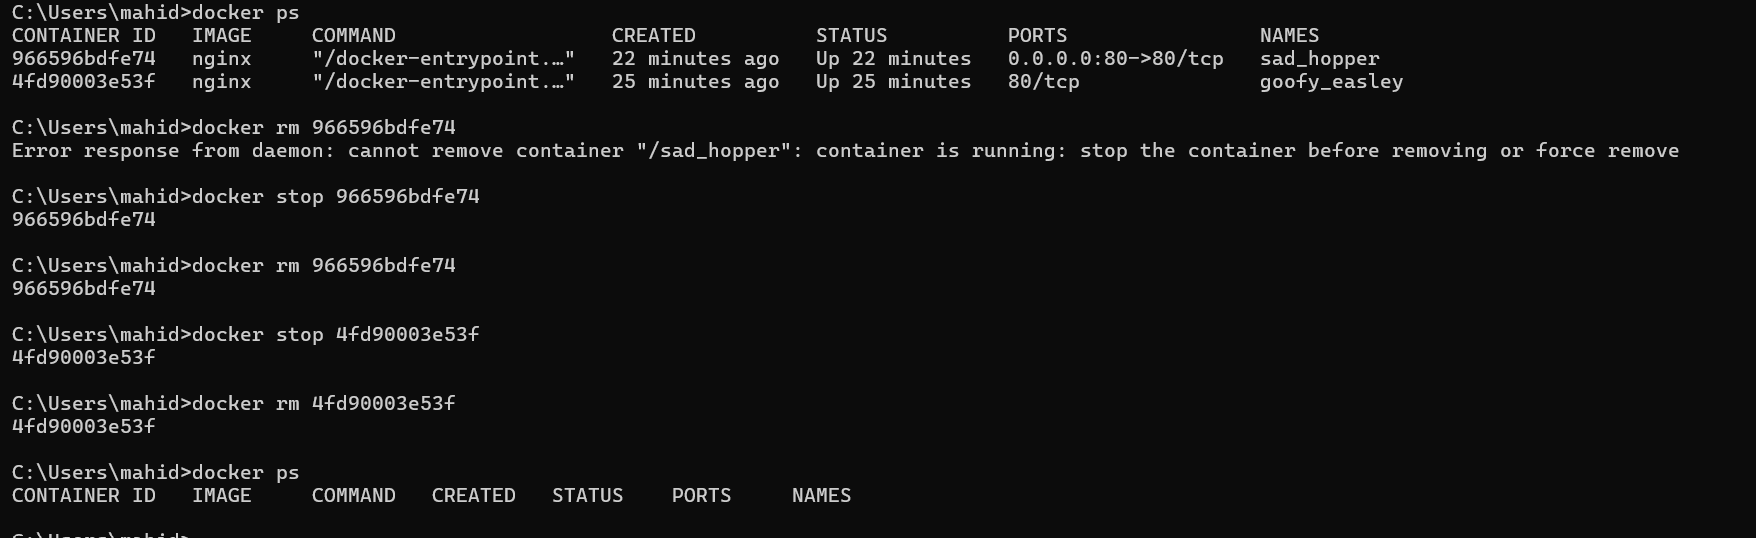 C:\Users\mahid>docker ps
CONTAINER ID   IMAGE     COMMAND                  CREATED          STATUS          PORTS                NAMES
966596bdfe74   nginx     "/docker-entrypoint.…"   22 minutes ago   Up 22 minutes   0.0.0.0:80->80/tcp   sad_hopper
4fd90003e53f   nginx     "/docker-entrypoint.…"   25 minutes ago   Up 25 minutes   80/tcp               goofy_easley
C:\Users\mahid>docker rm 966596bdfe74
Error response from daemon: cannot remove container "/sad_hopper": container is running: stop the container before removing or force remove
C:\Users\mahid>docker stop 966596bdfe74
966596bdfe74
C:\Users\mahid>docker rm 966596bdfe74
966596bdfe74
C:\Users\mahid>docker stop 4fd90003e53f
4fd90003e53f
C:\Users\mahid>docker rm 4fd90003e53f
4fd90003e53f
C:\Users\mahid>docker ps
CONTAINER ID   IMAGE     COMMAND   CREATED   STATUS    PORTS     NAMES
C:\Users\mahid>